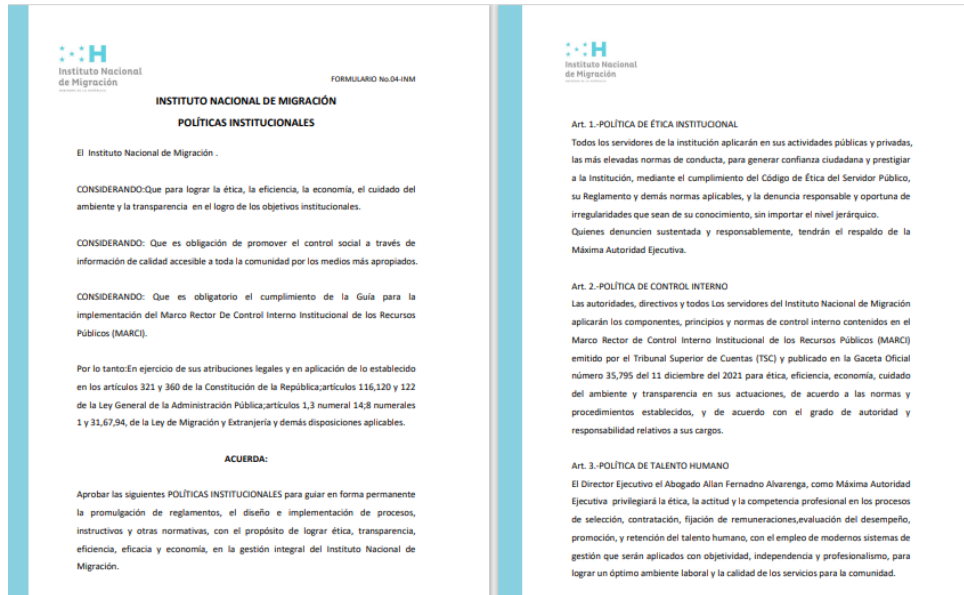 H
Instituto Nacional
de Migración
FORMULARIO No.04-INM
INSTITUTO NACIONAL DE MIGRACIÓN
POLÍTICAS INSTITUCIONALES
El Instituto Nacional de Migración .
CONSIDERANDO:Que para lograr la ética, la eficiencia, la economía, el cuidado del
ambiente y la transparencia en el logro de los objetivos institucionales.
CONSIDERANDO: Que es obligación de promover el control social a través de
información de calidad accesible a toda la comunidad por los medios más apropiados.
CONSIDERANDO: Que es obligatorio el cumplimiento de la Guía para la
implementación del Marco Rector De Control Interno Institucional de los Recursos
Públicos (MARCI).
Por lo tanto:En ejercicio de sus atribuciones legales y en aplicación de lo establecido
en los artículos 321 y 360 de la Constitución de la República;artículos 116,120 y 122
de la Ley General de la Administración Pública;artículos 1,3 numeral 14;8 numerales
1 y 31,67,94, de la Ley de Migración y Extranjería y demás disposiciones aplicables.
ACUERDA:
Aprobar las siguientes POLÍTICAS INSTITUCIONALES para guiar en forma permanente
la promulgación de reglamentos, el diseño e implementación de procesos,
instructivos y otras normativas, con el propósito de lograr ética, transparencia,
eficiencia, eficacia y economía, en la gestión integral del Instituto Nacional de
Migración.
H
Instituto Nacional
de Migración
Art. 1.-POLÍTICA DE ÉTICA INSTITUCIONAL
Todos los servidores de la institución aplicarán en sus actividades públicas y privadas,
las más elevadas normas de conducta, para generar confianza ciudadana y prestigiar
a la Institución, mediante el cumplimiento del Código de Ética del Servidor Público,
su Reglamento y demás normas aplicables, y la denuncia responsable y oportuna de
irregularidades que sean de su conocimiento, sin importar el nivel jerárquico.
Quienes denuncien sustentada y responsablemente, tendrán el respaldo de la
Máxima Autoridad Ejecutiva.
Art. 2.-POLÍTICA DE CONTROL INTERNO
Las autoridades, directivos y todos Los servidores del Instituto Nacional de Migración
aplicarán los componentes, principios y normas de control interno contenidos en el
Marco Rector de Control Interno Institucional de los Recursos Públicos (MARCI)
emitido por el Tribunal Superior de Cuentas (TSC) y publicado en la Gaceta Oficial
número 35,795 del 11 diciembre del 2021 para ética, eficiencia, economía, cuidado
del ambiente y transparencia en sus actuaciones, de acuerdo a las normas y
procedimientos establecidos, y de acuerdo con el grado de autoridad y
responsabilidad relativos a sus cargos.
Art. 3.-POLÍTICA DE TALENTO HUMANO
El Director Ejecutivo el Abogado Allan Fernadno Alvarenga, como Máxima Autoridad
Ejecutiva privilegiará la ética, la actitud y la competencia profesional en los procesos
de selección, contratación, fijación de remuneraciones,evaluación del desempeño,
promoción, y retención del talento humano, con el empleo de modernos sistemas de
gestión que serán aplicados con objetividad, independencia y profesionalismo, para
lograr un óptimo ambiente laboral y la calidad de los servicios para la comunidad.